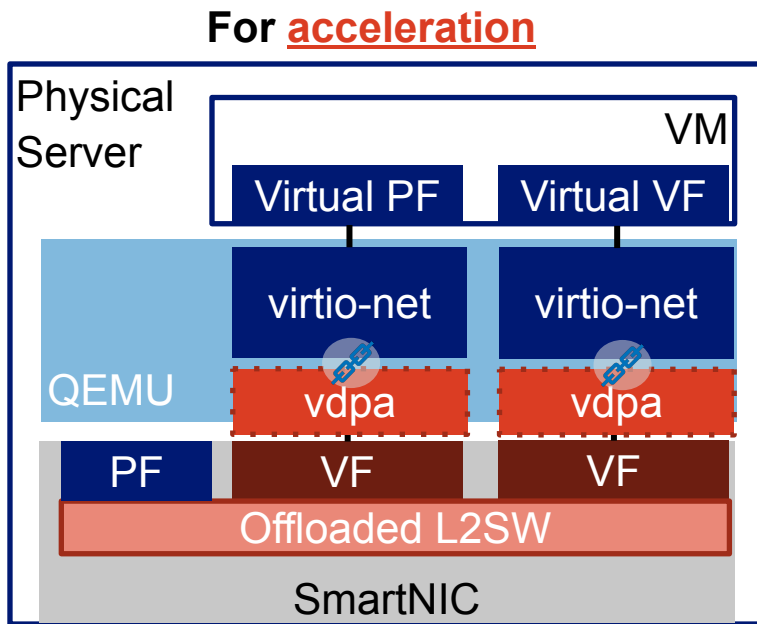 For acceleration
Physical
Server
VM
Virtual PF
Virtual VF
virtio-net
virtio-net
QEMU
vdpa
vdpa
PF
VF
VF
Offloaded L2SW
SmartNIC